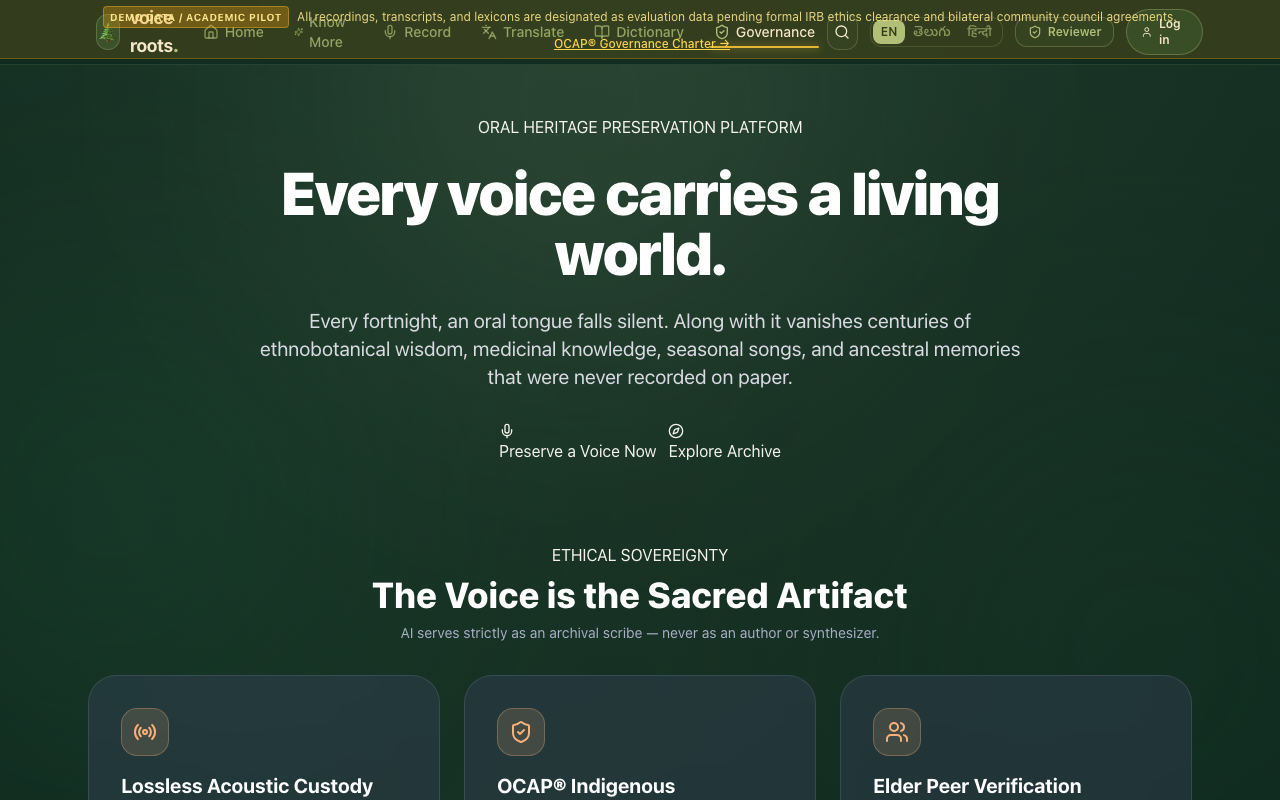 DEMO DATA / ACADEMIC PILOT All recordings, transcripts, and lexicons are designated as evaluation data pending formal IRB ethics clearance and bilateral community council agreements.
OCAP® Governance Charter →
voice
roots.
Home
Know
More
Record
Translate
Dictionary
Governance
EN
తెలుగు
हिन्दी
Reviewer
Log
in
ORAL HERITAGE PRESERVATION PLATFORM
Every voice carries a living
world.
Every fortnight, an oral tongue falls silent. Along with it vanishes centuries of
ethnobotanical wisdom, medicinal knowledge, seasonal songs, and ancestral memories
that were never recorded on paper.
Preserve a Voice Now
Explore Archive
ETHICAL SOVEREIGNTY
The Voice is the Sacred Artifact
AI serves strictly as an archival scribe — never as an author or synthesizer.
Lossless Acoustic Custody
OCAP® Indigenous
Elder Peer Verification